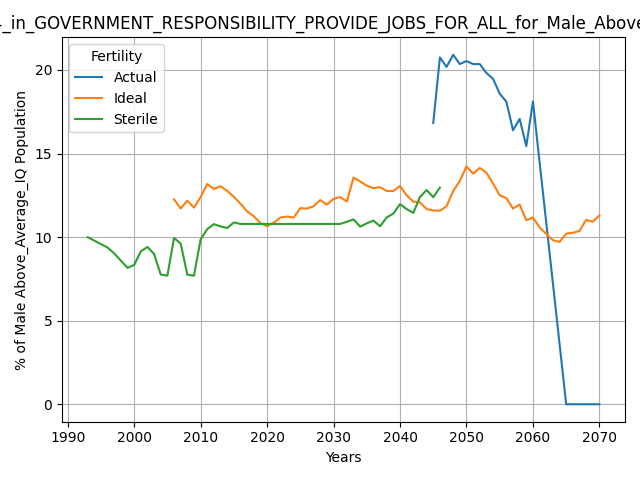 _in_GOVERNMENT_RESPONSIBILITY_PROVIDE_JOBS_FOR_ALL_for_Male_Above
Fertility
Actual
Ideal
Sterile
% of Male Above_Average_IQ Population
20
15
10
5
0
1990 2000 2010 2020 2030 2040 2050 2060 2070
Years